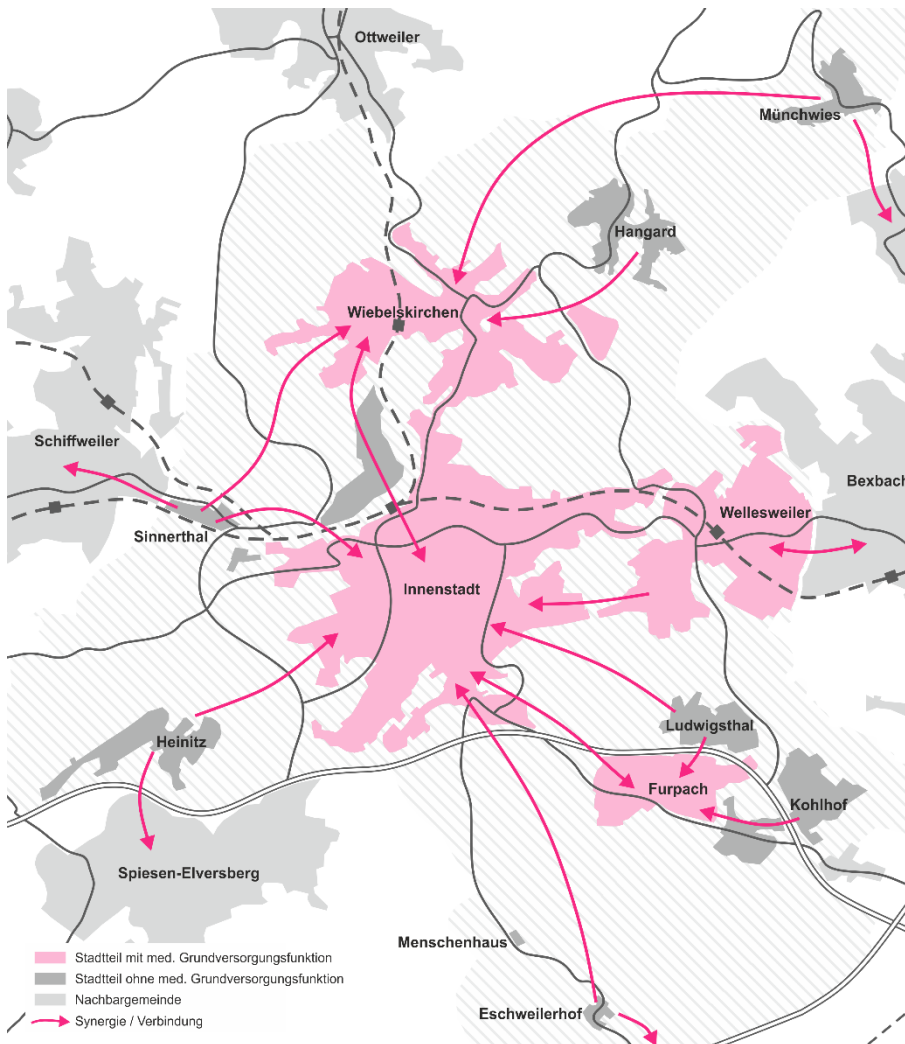 Ottweiler
Münchwies
Hangard
Wiebelskirchen
Schiffweiler
Bexbach
Wellesweiler
Sinnerthal
Innenstadt
Ludwigsthal
Heinitz
Furpach
Kohlhof
Spiesen-Elversberg
Menschenhaus
Eschweilerhof
Stadtteil mit med. Grundversorgungsfunktion
Stadtteil ohne med. Grundversorgungsfunktion
Nachbargemeinde
Synergie / Verbindung